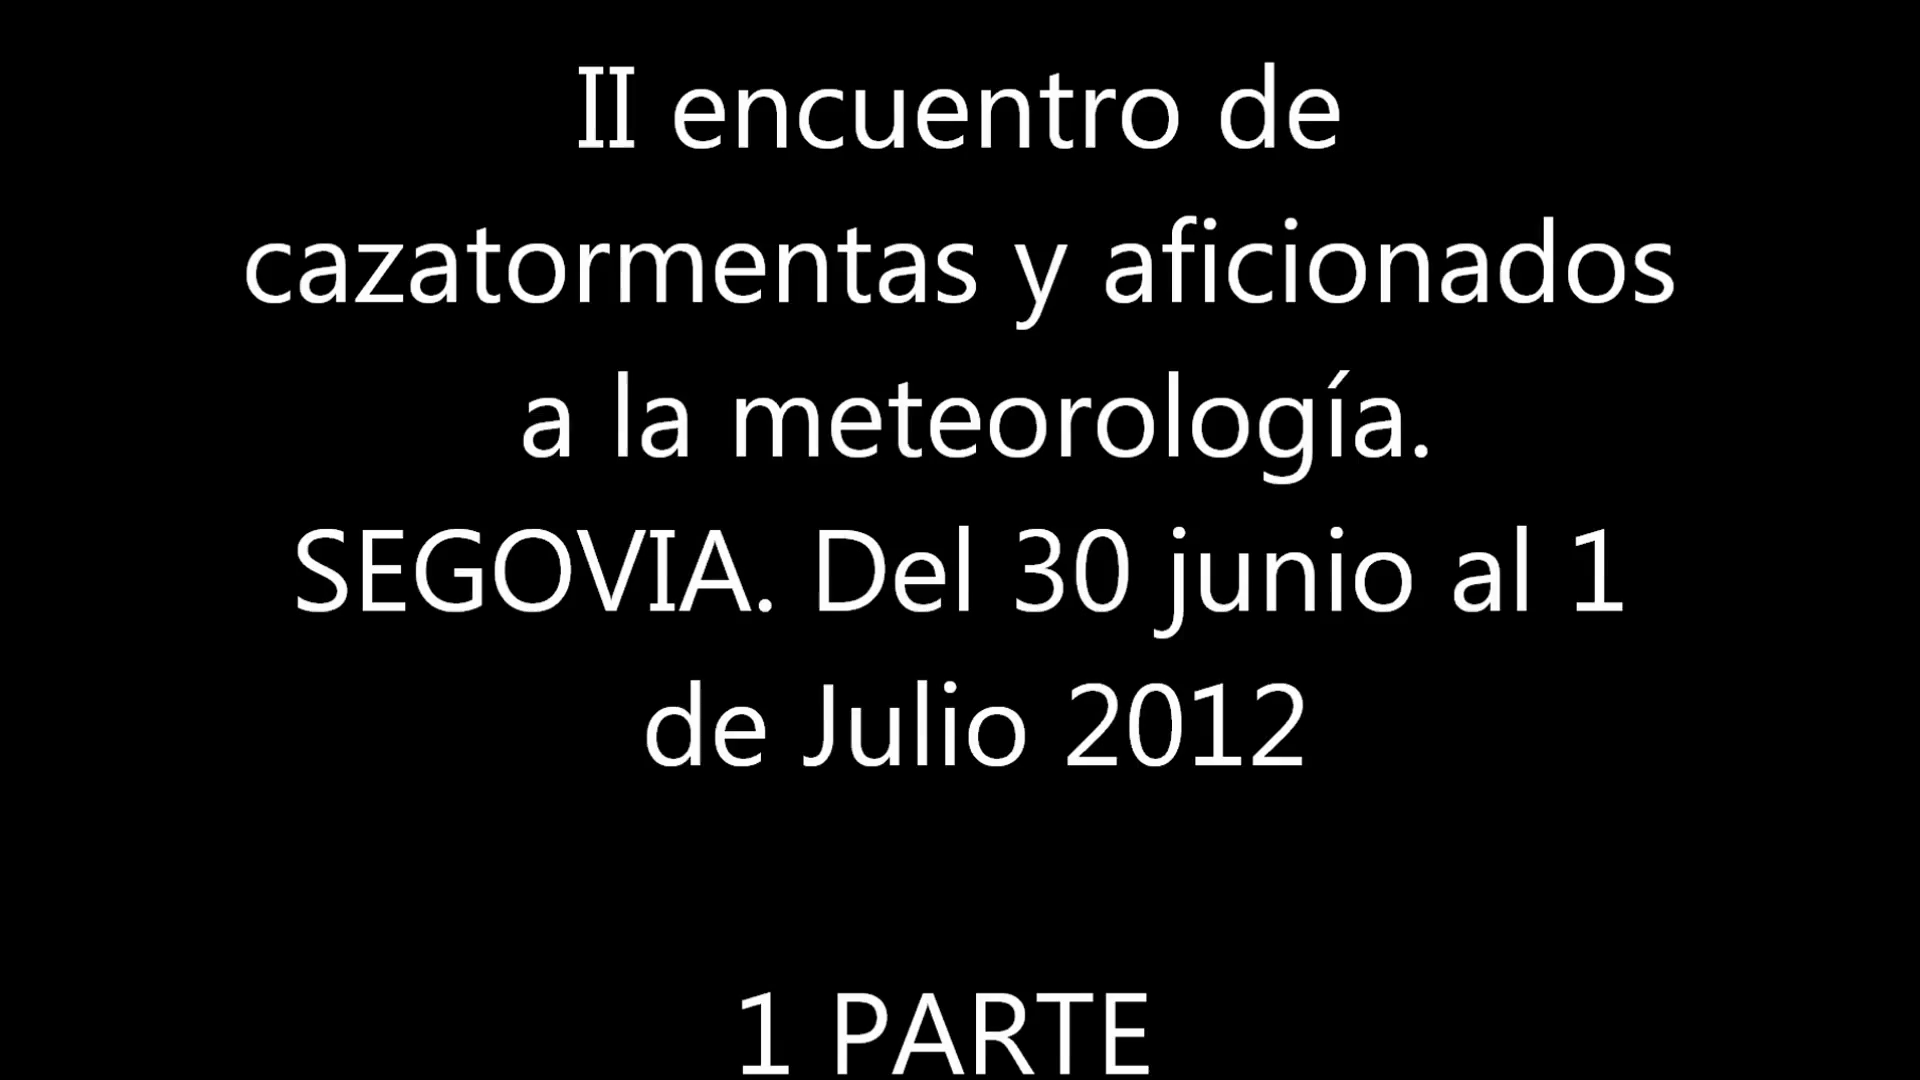 II encuentro de
cazatormentas y aficionados
a la meteorología.
SEGOVIA. Del 30 junio al 1
de Julio 2012
1 PARTE